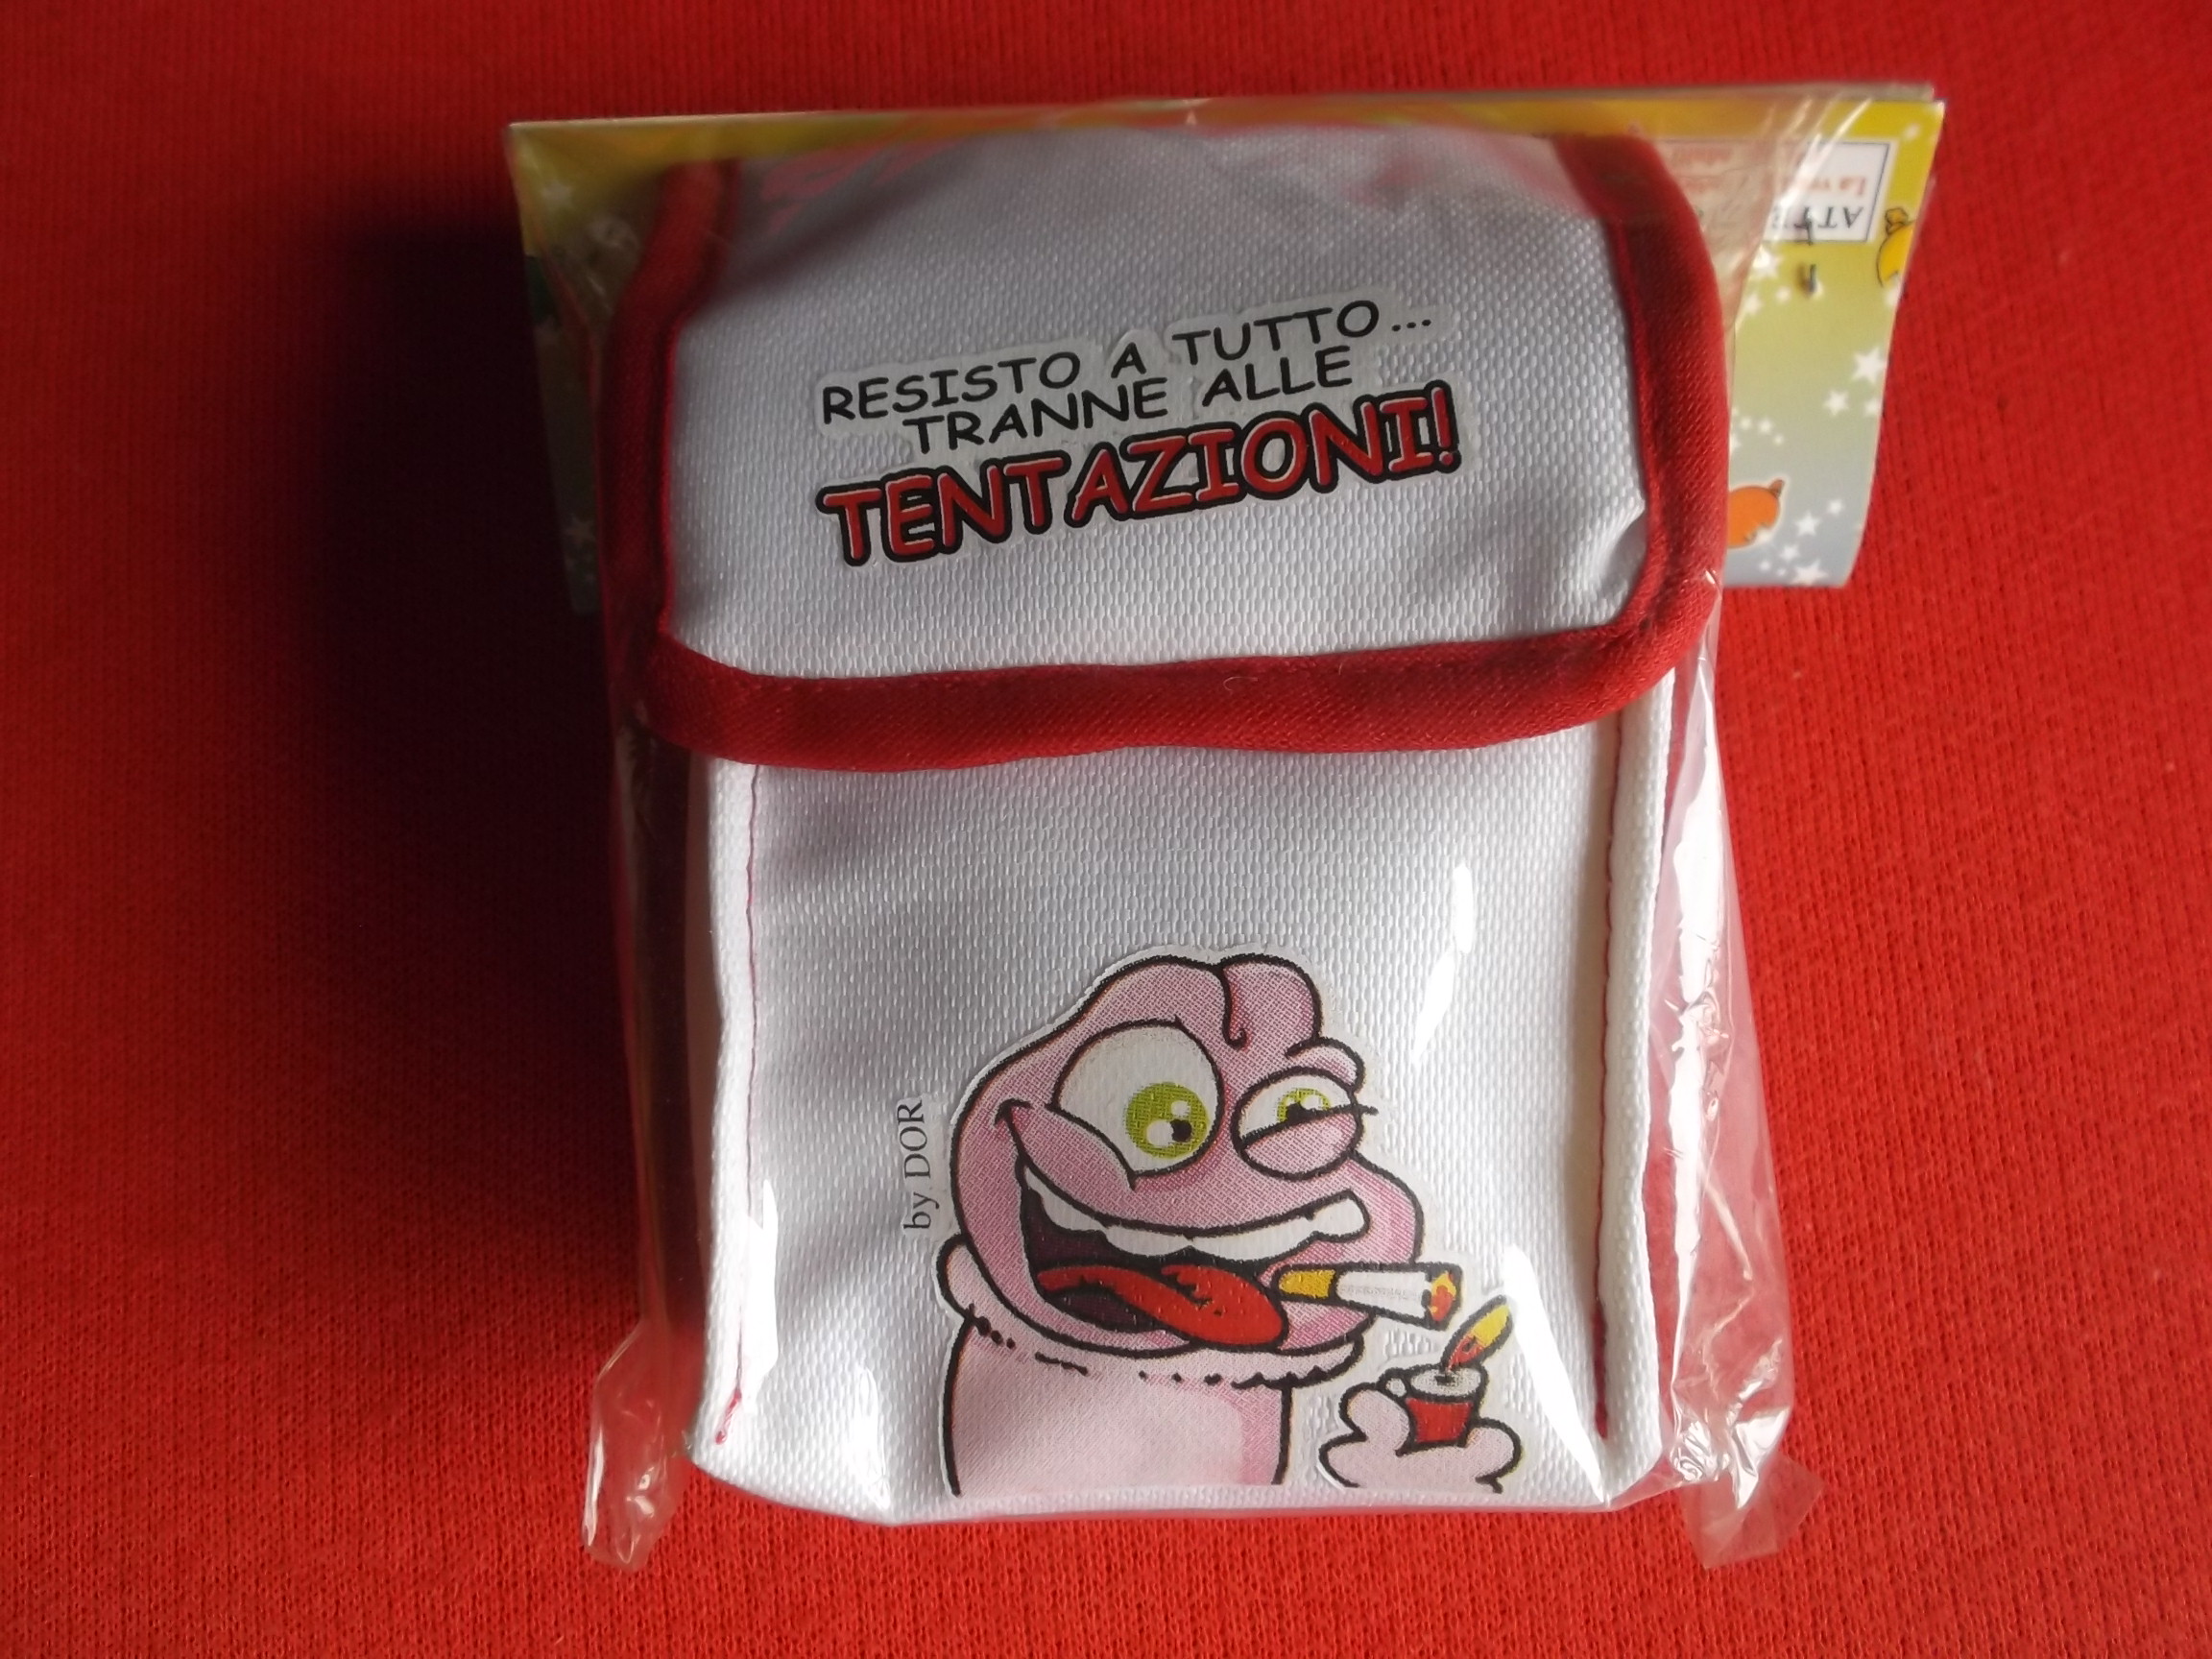 RESISTO A TUTTO...
TRANNE ALLE
TENTAZIONI!
by DOR